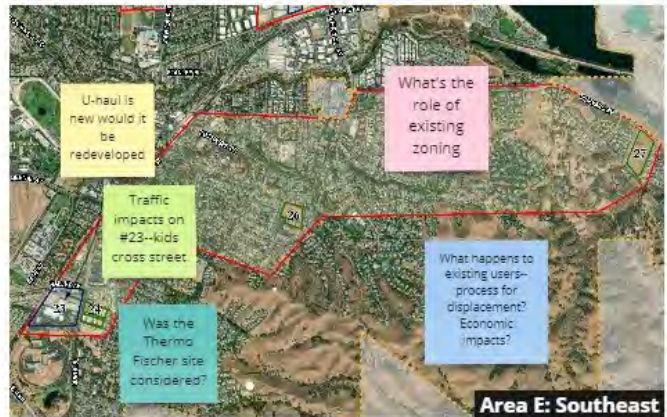 U-haul is
new would it
be
redeveloped
What's the
role of
existing
zoning
Traffic
impacts on
#23--kids
cross street
Was the
Thermo
Fischer site
considered?
What happens to
existing users--
process for
displacement?
Economic
impacts?
23
26
27
Area E: Southeast